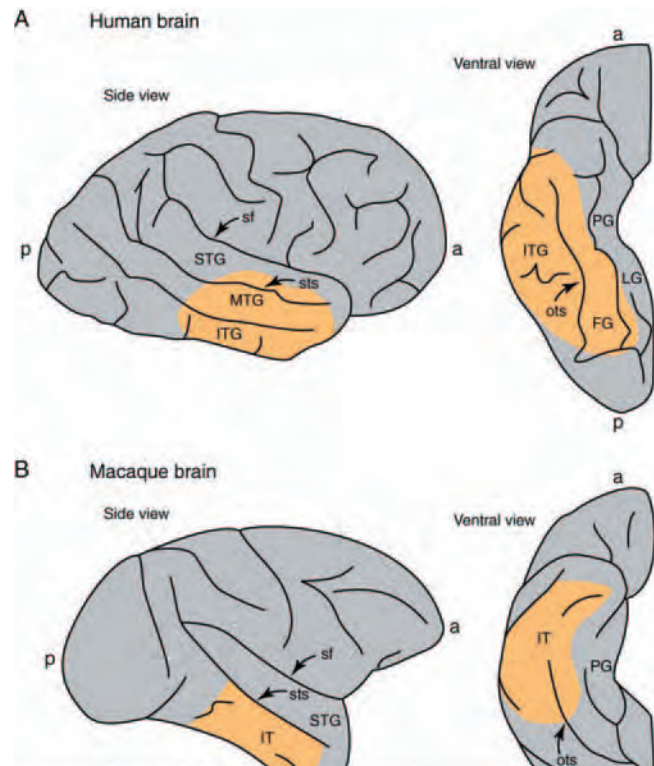 A Human brain
Side view
Ventral view
a
p
a
sf
STG
sts
MTG
ITG
PG
ITG
LG
ots
FG
p
B Macaque brain
Side view
Ventral view
a
p
a
sf
sts
STG
IT
IT
PG
ots